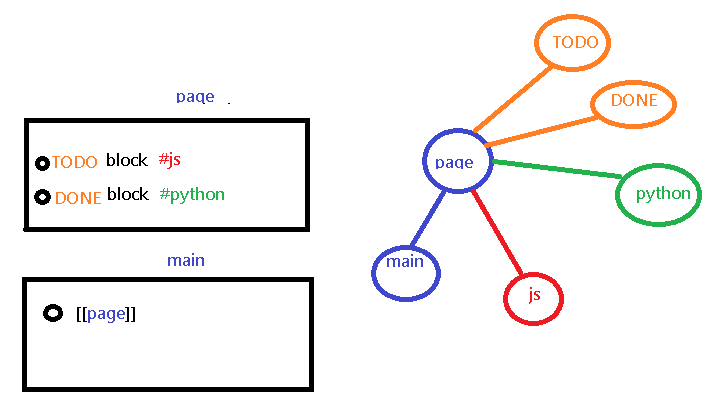 page .
TODO block #js
DONE block #python
main
[[page]]
TODO
DONE
page
python
main
js